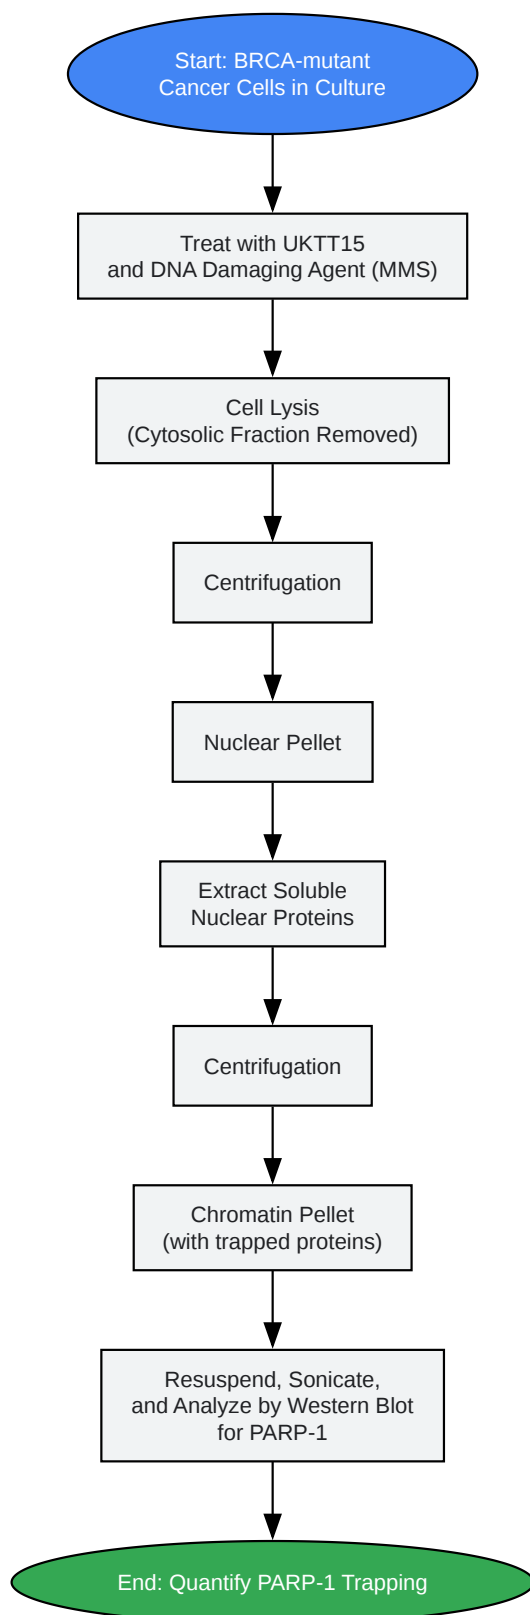 Start: BRCA-mutant
Cancer Cells in Culture
Treat with UKTT15
and DNA Damaging Agent (MMS)
Cell Lysis
(Cytosolic Fraction Removed)
Centrifugation
Nuclear Pellet
Extract Soluble
Nuclear Proteins
Centrifugation
Chromatin Pellet
(with trapped proteins)
Resuspend, Sonicate,
and Analyze by Western Blot
for PARP-1
End: Quantify PARP-1 Trapping